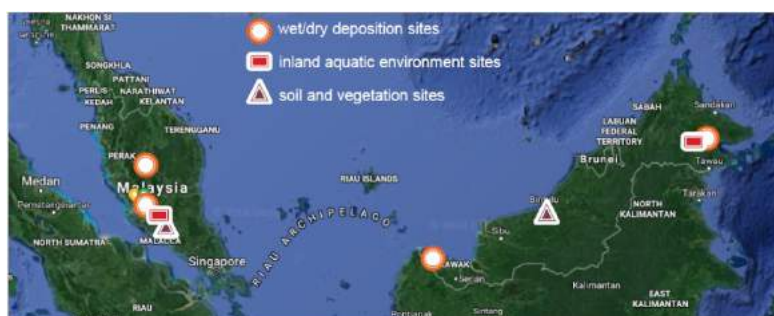 NAKHON SI
THAMMARAT
wet/dry deposition sites
inland aquatic environment sites
soil and vegetation sites
SONGKHLA
PATTANI
PERLIS
NARATHIWAT
KEDAH
KELANTAN
PENANG
TERENGGANU
PERAK
Malaysia
Medan
Pematangsiantar
NORTH SUMATRA
MALACCA
Singapore
RIAU
RIAU ISLANDS
RIAU ARCHIPELAGO
SABAH
Sandakan
LABUAN
FEDERAL
TERRITORY
Brunei
Tawau
Tarakan
NORTH
KALIMANTAN
Sibu
Serian
Pontianak
Sintang
Kalimantan
EAST
KALIMANTAN